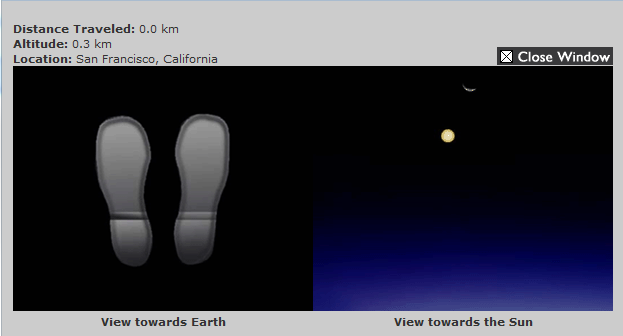 Distance Traveled: 0.0 km
Altitude: 0.3 km
Location: San Francisco, California
Close Window
View towards Earth
View towards the Sun